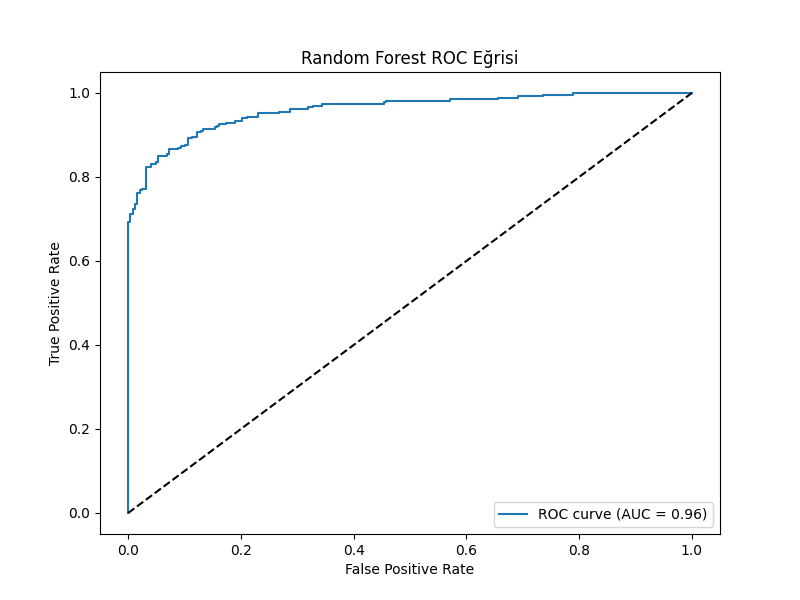 Random Forest ROC Eğrisi
True Positive Rate
1.0
0.8
0.6
0.4
0.2
0.0
0.0 0.2 0.4 0.6 0.8 1.0
False Positive Rate
ROC curve (AUC = 0.96)